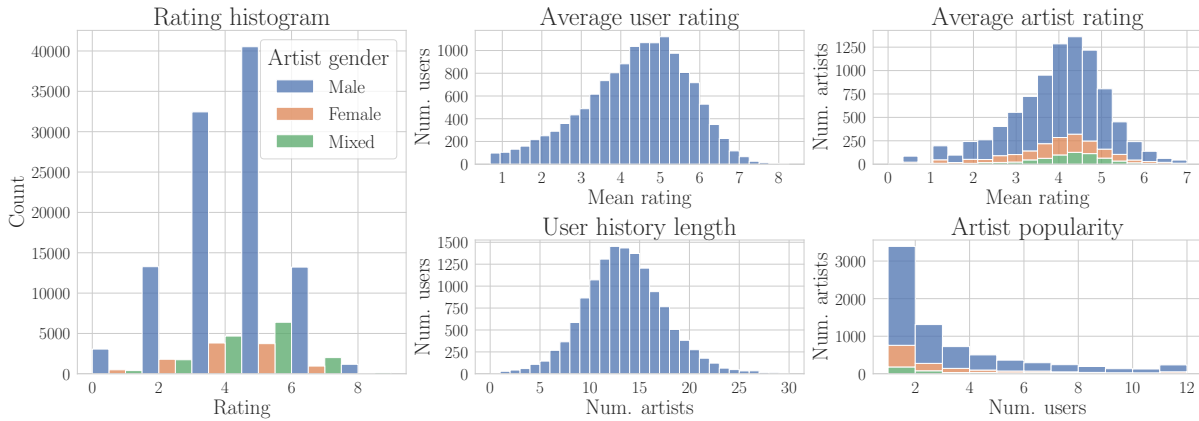 Rating histogram
Artist gender
Male
Female
Mixed
40000
35000
30000
25000
20000
15000
10000
5000
0
Count
0 2 4 6 8
Rating
Average user rating
1000
800
600
400
200
0
Num. users
1 2 3 4 5 6 7 8
Mean rating
Average artist rating
1250
1000
750
500
250
0
Num. artists
0 1 2 3 4 5 6 7
Mean rating
User history length
1500
1250
1000
750
500
250
0
Num. users
0 5 10 15 20 25 30
Num. artists
Artist popularity
3000
2000
1000
0
Num. artists
2 4 6 8 10 12
Num. users